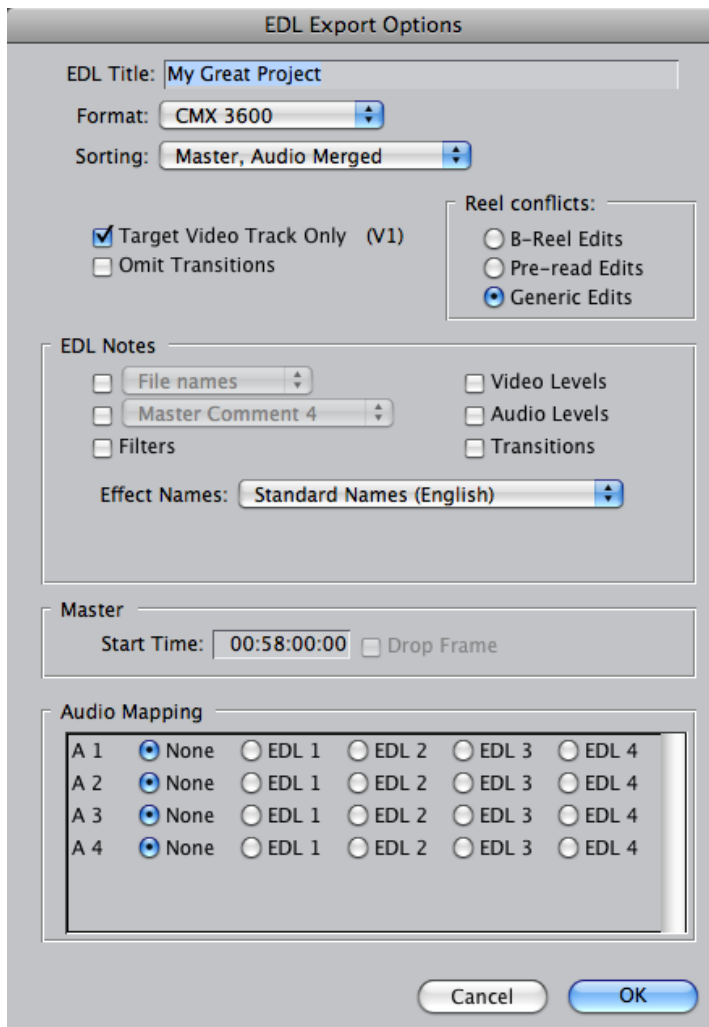 EDL Export Options
EDL Title: My Great Project
Format: CMX 3600
Sorting: Master, Audio Merged
Target Video Track Only (V1)
Omit Transitions
Reel conflicts:
B-Reel Edits
Pre-read Edits
Generic Edits
EDL Notes
File names
Master Comment 4
Filters
Video Levels
Audio Levels
Transitions
Effect Names: Standard Names (English)
Master
Start Time: 00:58:00:00 Drop Frame
Audio Mapping
A 1 None EDL 1 EDL 2 EDL 3 EDL 4
A 2 None EDL 1 EDL 2 EDL 3 EDL 4
A 3 None EDL 1 EDL 2 EDL 3 EDL 4
A 4 None EDL 1 EDL 2 EDL 3 EDL 4
Cancel OK